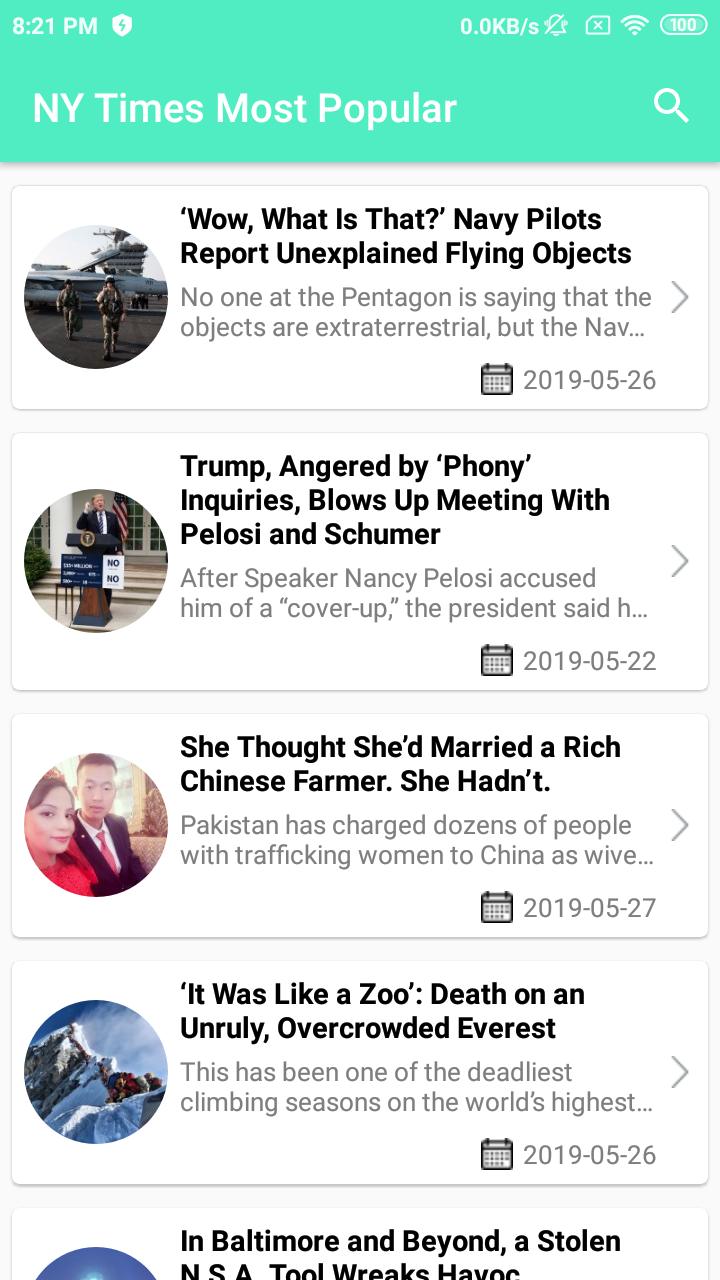 8:21 PM
0.0KB/s
100
NY Times Most Popular
‘Wow, What Is That?’ Navy Pilots
Report Unexplained Flying Objects
No one at the Pentagon is saying that the
objects are extraterrestrial, but the Nav…
2019-05-26
Trump, Angered by ‘Phony’
Inquiries, Blows Up Meeting With
Pelosi and Schumer
NO
NO
After Speaker Nancy Pelosi accused
him of a “cover-up,” the president said h…
2019-05-22
She Thought She’d Married a Rich
Chinese Farmer. She Hadn’t.
Pakistan has charged dozens of people
with trafficking women to China as wive…
2019-05-27
‘It Was Like a Zoo’: Death on an
Unruly, Overcrowded Everest
This has been one of the deadliest
climbing seasons on the world’s highest…
2019-05-26
In Baltimore and Beyond, a Stolen
N.S.A. Tool Wreaks Havoc